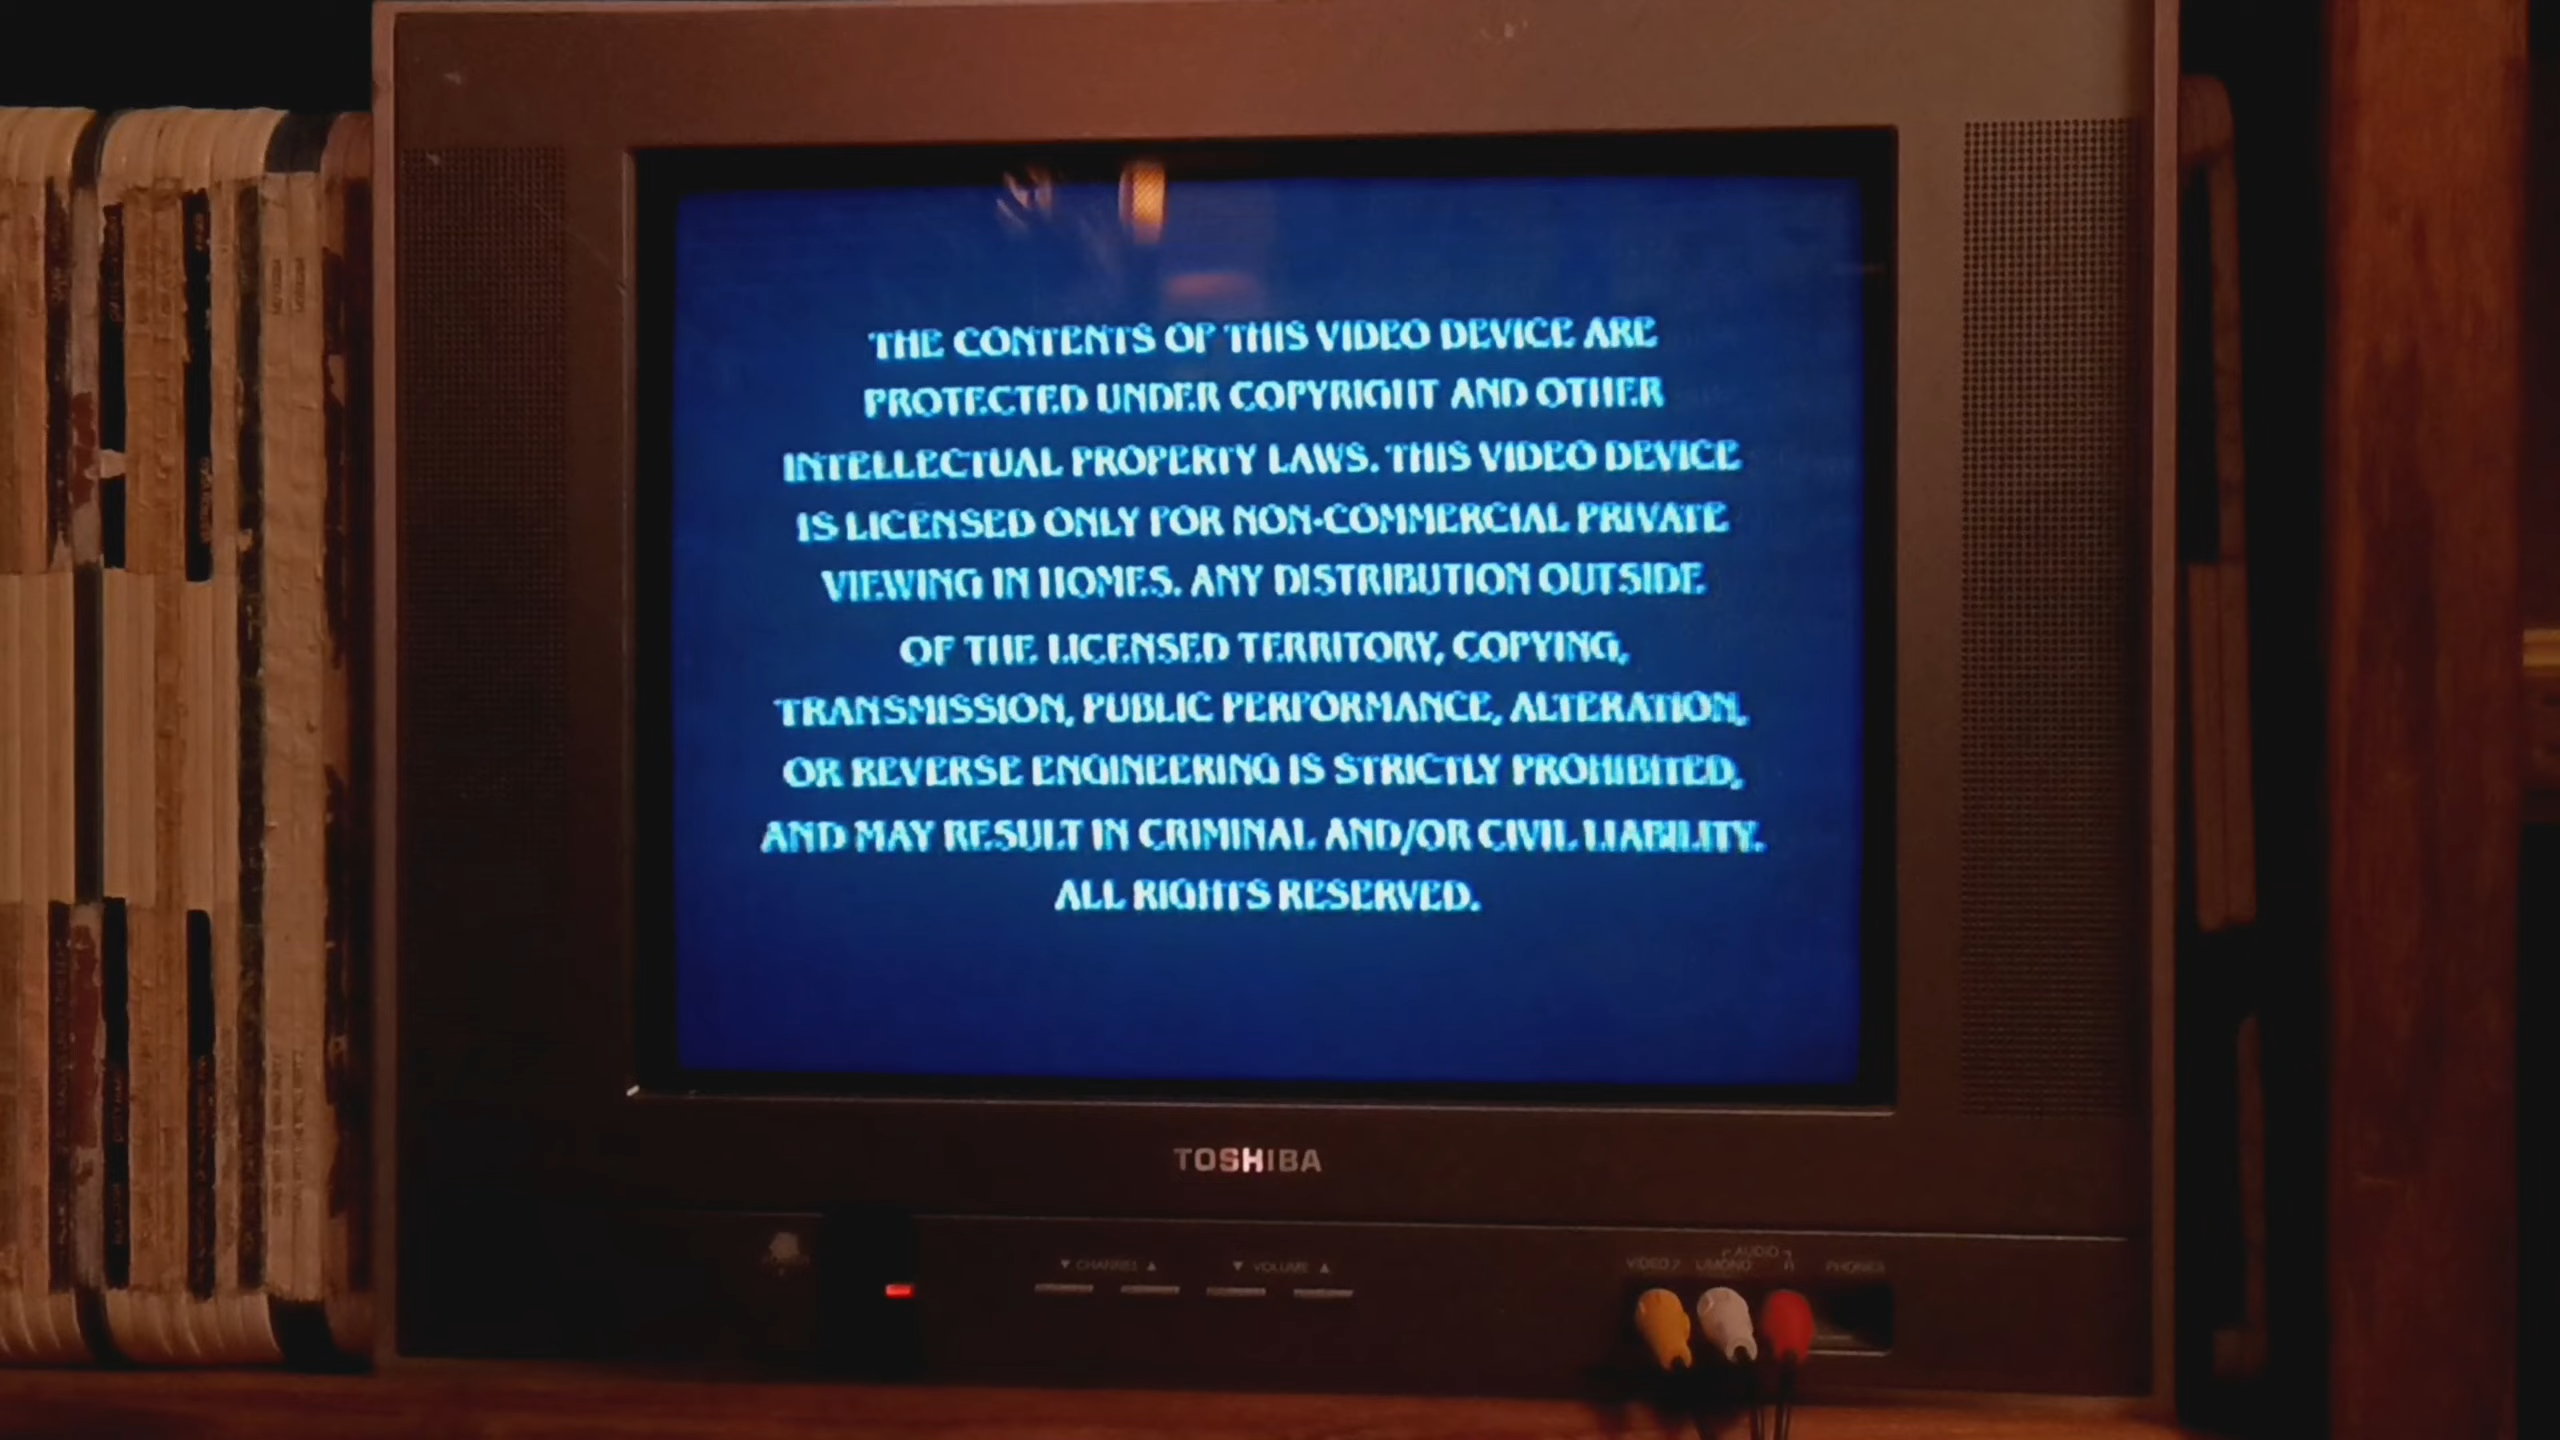 THE CONTENTS OF THIS VIDEO DEVICE ARE
PROTECTED UNDER COPYRIGHT AND OTHER
INTELLECTUAL PROPERTY LAWS. THIS VIDEO DEVICE
IS LICENSED ONLY FOR NON-COMMERCIAL PRIVATE
VIEWING IN HOMES. ANY DISTRIBUTION OUTSIDE
OF THE LICENSED TERRITORY, COPYING,
TRANSMISSION, PUBLIC PERFORMANCE, ALTERATION,
OR REVERSE ENGINEERING IS STRICTLY PROHIBITED,
AND MAY RESULT IN CRIMINAL AND/OR CIVIL LIABILITY.
ALL RIGHTS RESERVED.
TOSHIBA
▼ CHANNEL ▲ ▼ VOLUME ▲
AUDIO
L/MONO R PHONES